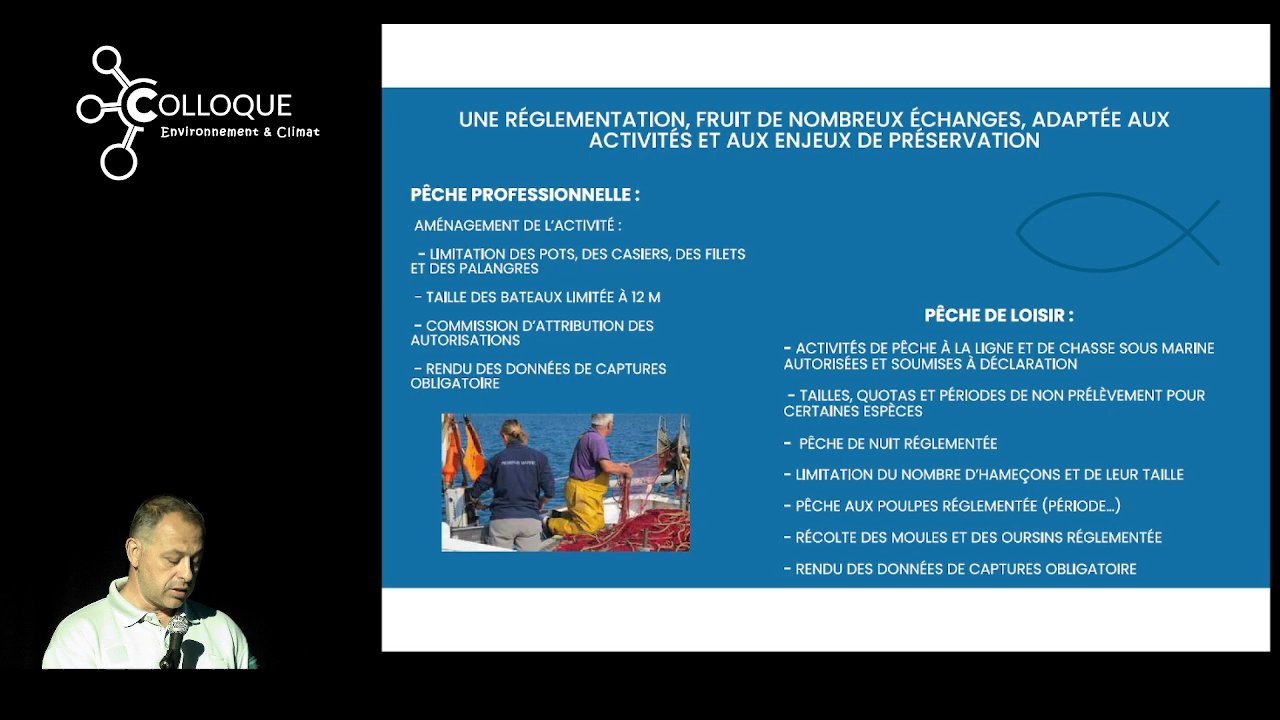 COLLOQUE
Environnement & Climat
UNE RÉGLEMENTATION, FRUIT DE NOMBREUX ÉCHANGES, ADAPTÉE AUX
ACTIVITÉS ET AUX ENJEUX DE PRÉSERVATION
PÊCHE PROFESSIONNELLE :
AMÉNAGEMENT DE L'ACTIVITÉ :
- LIMITATION DES POTS, DES CASIERS, DES FILETS
ET DES PALANGRES
- TAILLE DES BATEAUX LIMITÉE À 12 M
- COMMISSION D'ATTRIBUTION DES
AUTORISATIONS
- RENDU DES DONNÉES DE CAPTURES
OBLIGATOIRE
PÊCHE DE LOISIR :
- ACTIVITÉS DE PÊCHE À LA LIGNE ET DE CHASSE SOUS MARINE
AUTORISÉES ET SOUMISES À DÉCLARATION
- TAILLES, QUOTAS ET PÉRIODES DE NON PRÉLÈVEMENT POUR
CERTAINES ESPÈCES
- PÊCHE DE NUIT RÉGLEMENTÉE
- LIMITATION DU NOMBRE D'HAMEÇONS ET DE LEUR TAILLE
- PÊCHE AUX POULPES RÉGLEMENTÉE (PÉRIODE...)
- RÉCOLTE DES MOULES ET DES OURSINS RÉGLEMENTÉE
- RENDU DES DONNÉES DE CAPTURES OBLIGATOIRE